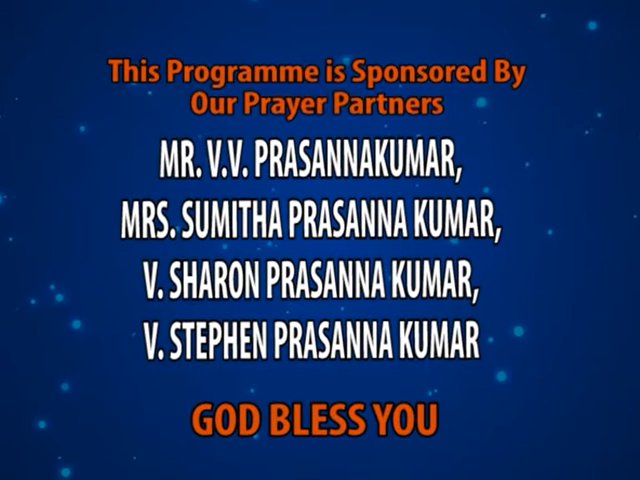 This Programme is Sponsored By
Our Prayer Partners
MR. V.V. PRASANNAKUMAR,
MRS. SUMITHA PRASANNA KUMAR,
V. SHARON PRASANNA KUMAR,
V. STEPHEN PRASANNA KUMAR
GOD BLESS YOU